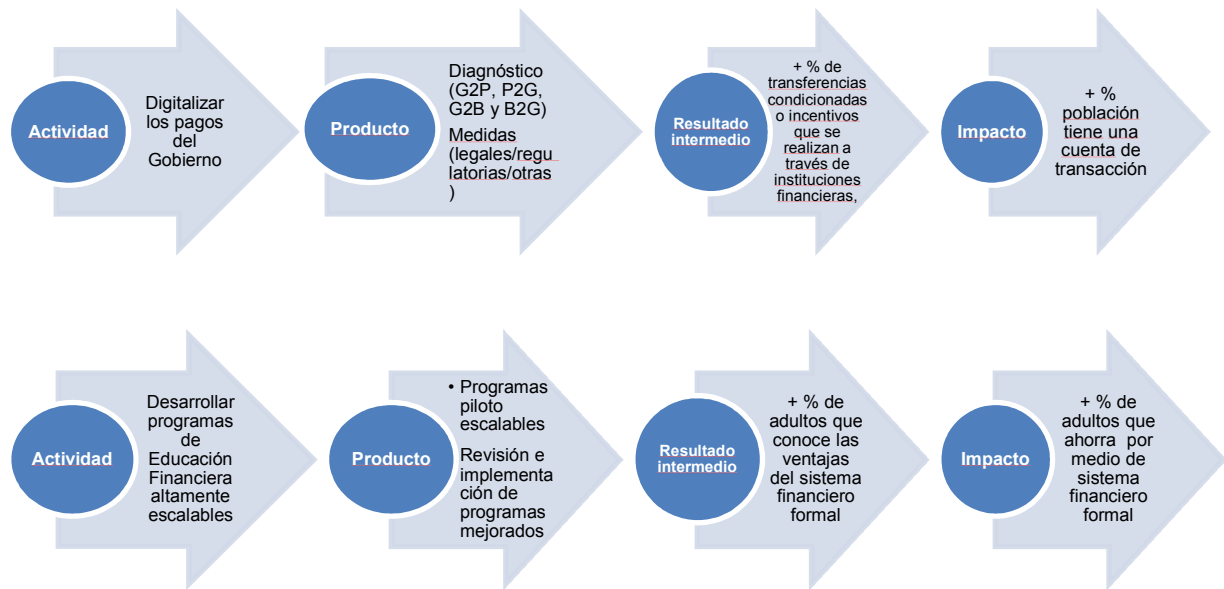 Actividad
Digitalizar
los pagos
del
Gobierno
Producto
Diagnóstico
(G2P, P2G,
G2B y B2G)
Medidas
(legales/regu
latorias/otras
)
Resultado
intermedio
+ % de
transferencias
condicionadas
o incentivos
que se
realizan a
través de
instituciones
financieras,
Impacto
+ %
población
tiene una
cuenta de
transacción
Actividad
Desarrollar
programas
de
Educación
Financiera
altamente
escalables
Producto
• Programas
piloto
escalables
Revisión e
implementa
ción de
programas
mejorados
Resultado
intermedio
+ % de
adultos que
conoce las
ventajas
del sistema
financiero
formal
Impacto
+ % de
adultos que
ahorra por
medio de
sistema
financiero
formal